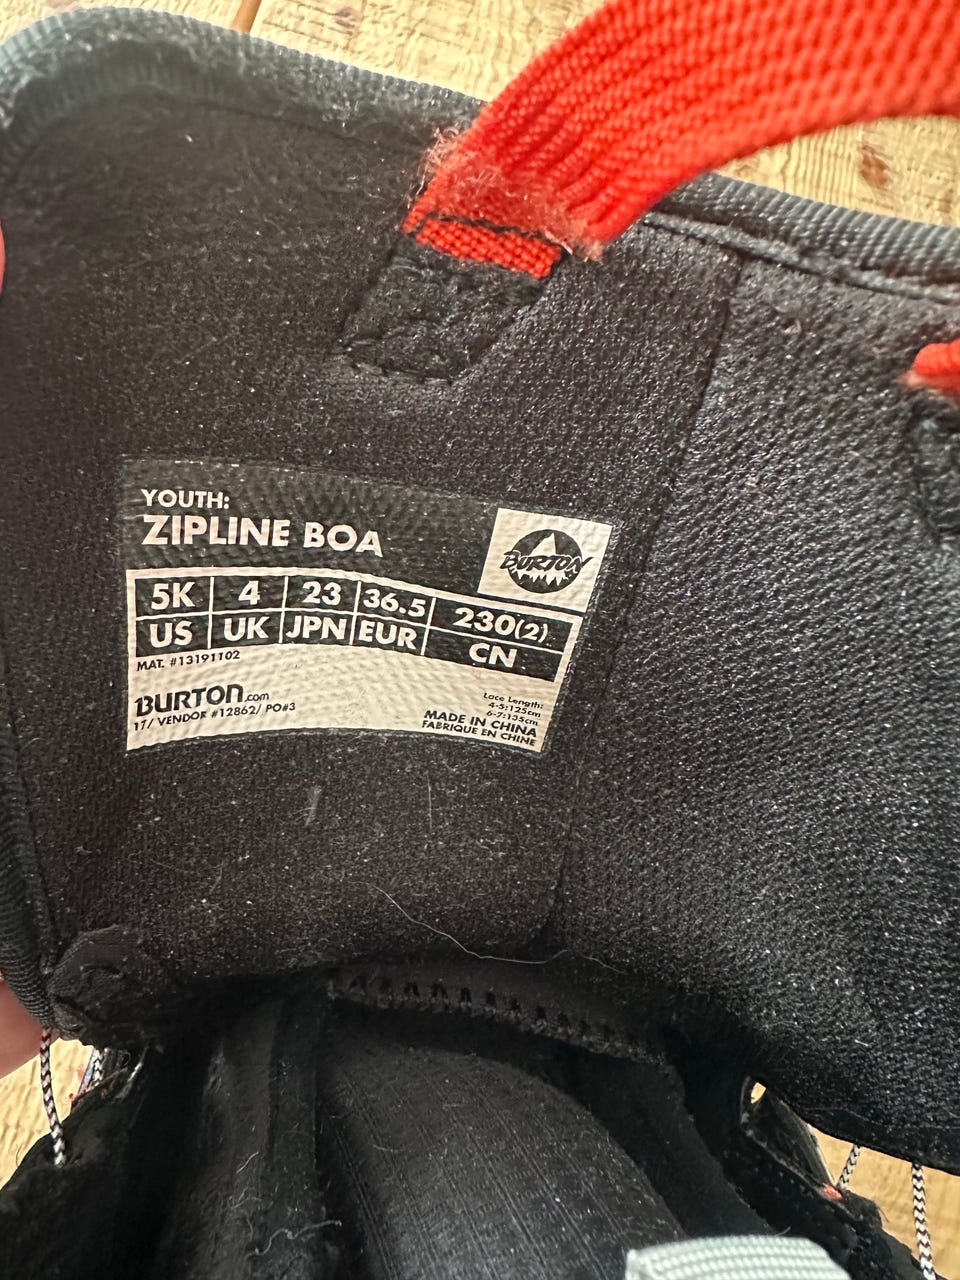 YOUTH:
ZIPLINE BOA
BURTON
5K 4 23 36.5 230(2)
US UK JPN EUR CN
MAT. #13191102
BURTON.com
17/ VENDOR #12862/ PO#3
Lace Length:
4-5:125cm
6-7:135cm
MADE IN CHINA
FABRIQUE EN CHINE